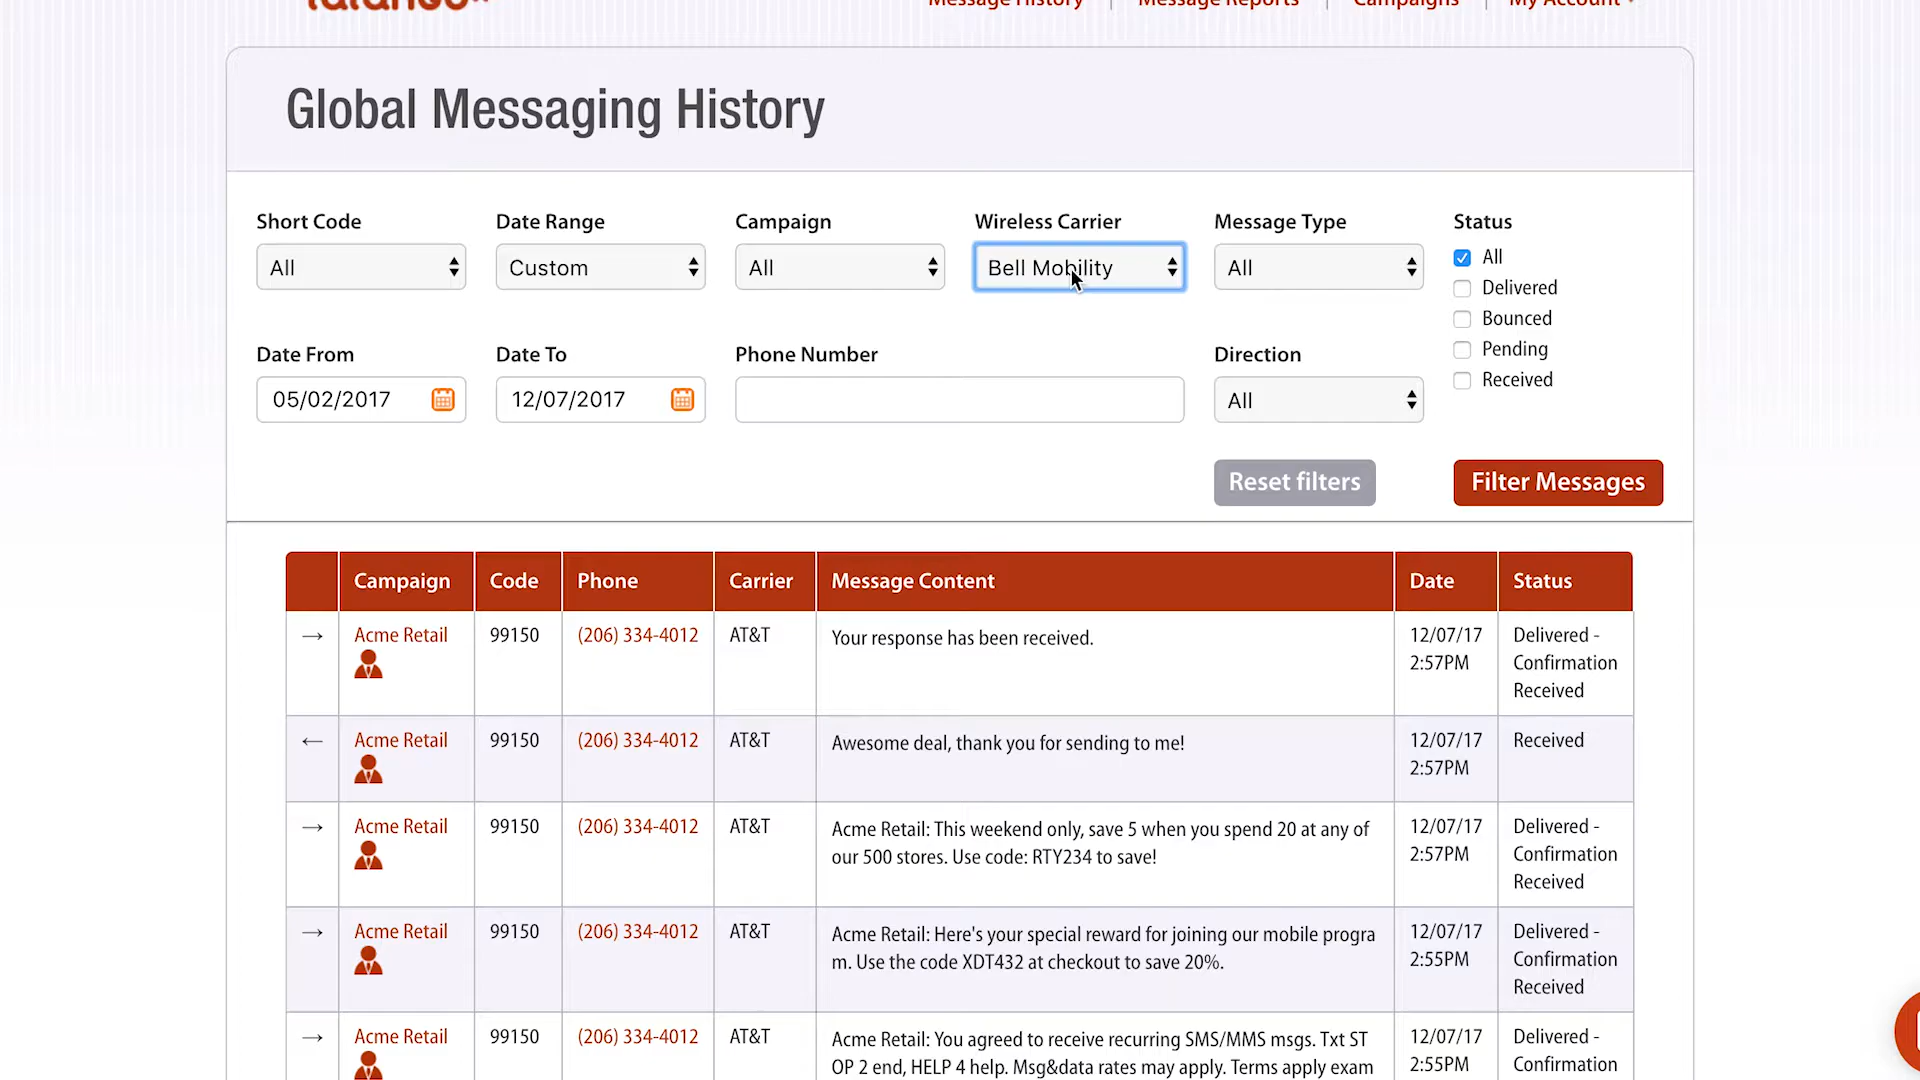 Message History | Message Reports | Campaigns | My Account
Global Messaging History
Short Code Date Range Campaign Wireless Carrier Message Type Status
All Custom All Bell Mobility All
All
Delivered
Bounced
Pending
Received
Date From Date To Phone Number Direction
05/02/2017 12/07/2017 All
Reset filters Filter Messages
Campaign Code Phone Carrier Message Content Date Status
→ Acme Retail 99150 (206) 334-4012 AT&T Your response has been received. 12/07/17 Delivered -
2:57PM Confirmation
Received
← Acme Retail 99150 (206) 334-4012 AT&T Awesome deal, thank you for sending to me! 12/07/17 Received
2:57PM
→ Acme Retail 99150 (206) 334-4012 AT&T Acme Retail: This weekend only, save 5 when you spend 20 at any of 12/07/17 Delivered -
our 500 stores. Use code: RTY234 to save! 2:57PM Confirmation
Received
→ Acme Retail 99150 (206) 334-4012 AT&T Acme Retail: Here's your special reward for joining our mobile progra 12/07/17 Delivered -
m. Use the code XDT432 at checkout to save 20%. 2:55PM Confirmation
Received
→ Acme Retail 99150 (206) 334-4012 AT&T Acme Retail: You agreed to receive recurring SMS/MMS msgs. Txt ST 12/07/17 Delivered -
OP 2 end, HELP 4 help. Msg&data rates may apply. Terms apply exam 2:55PM Confirmation